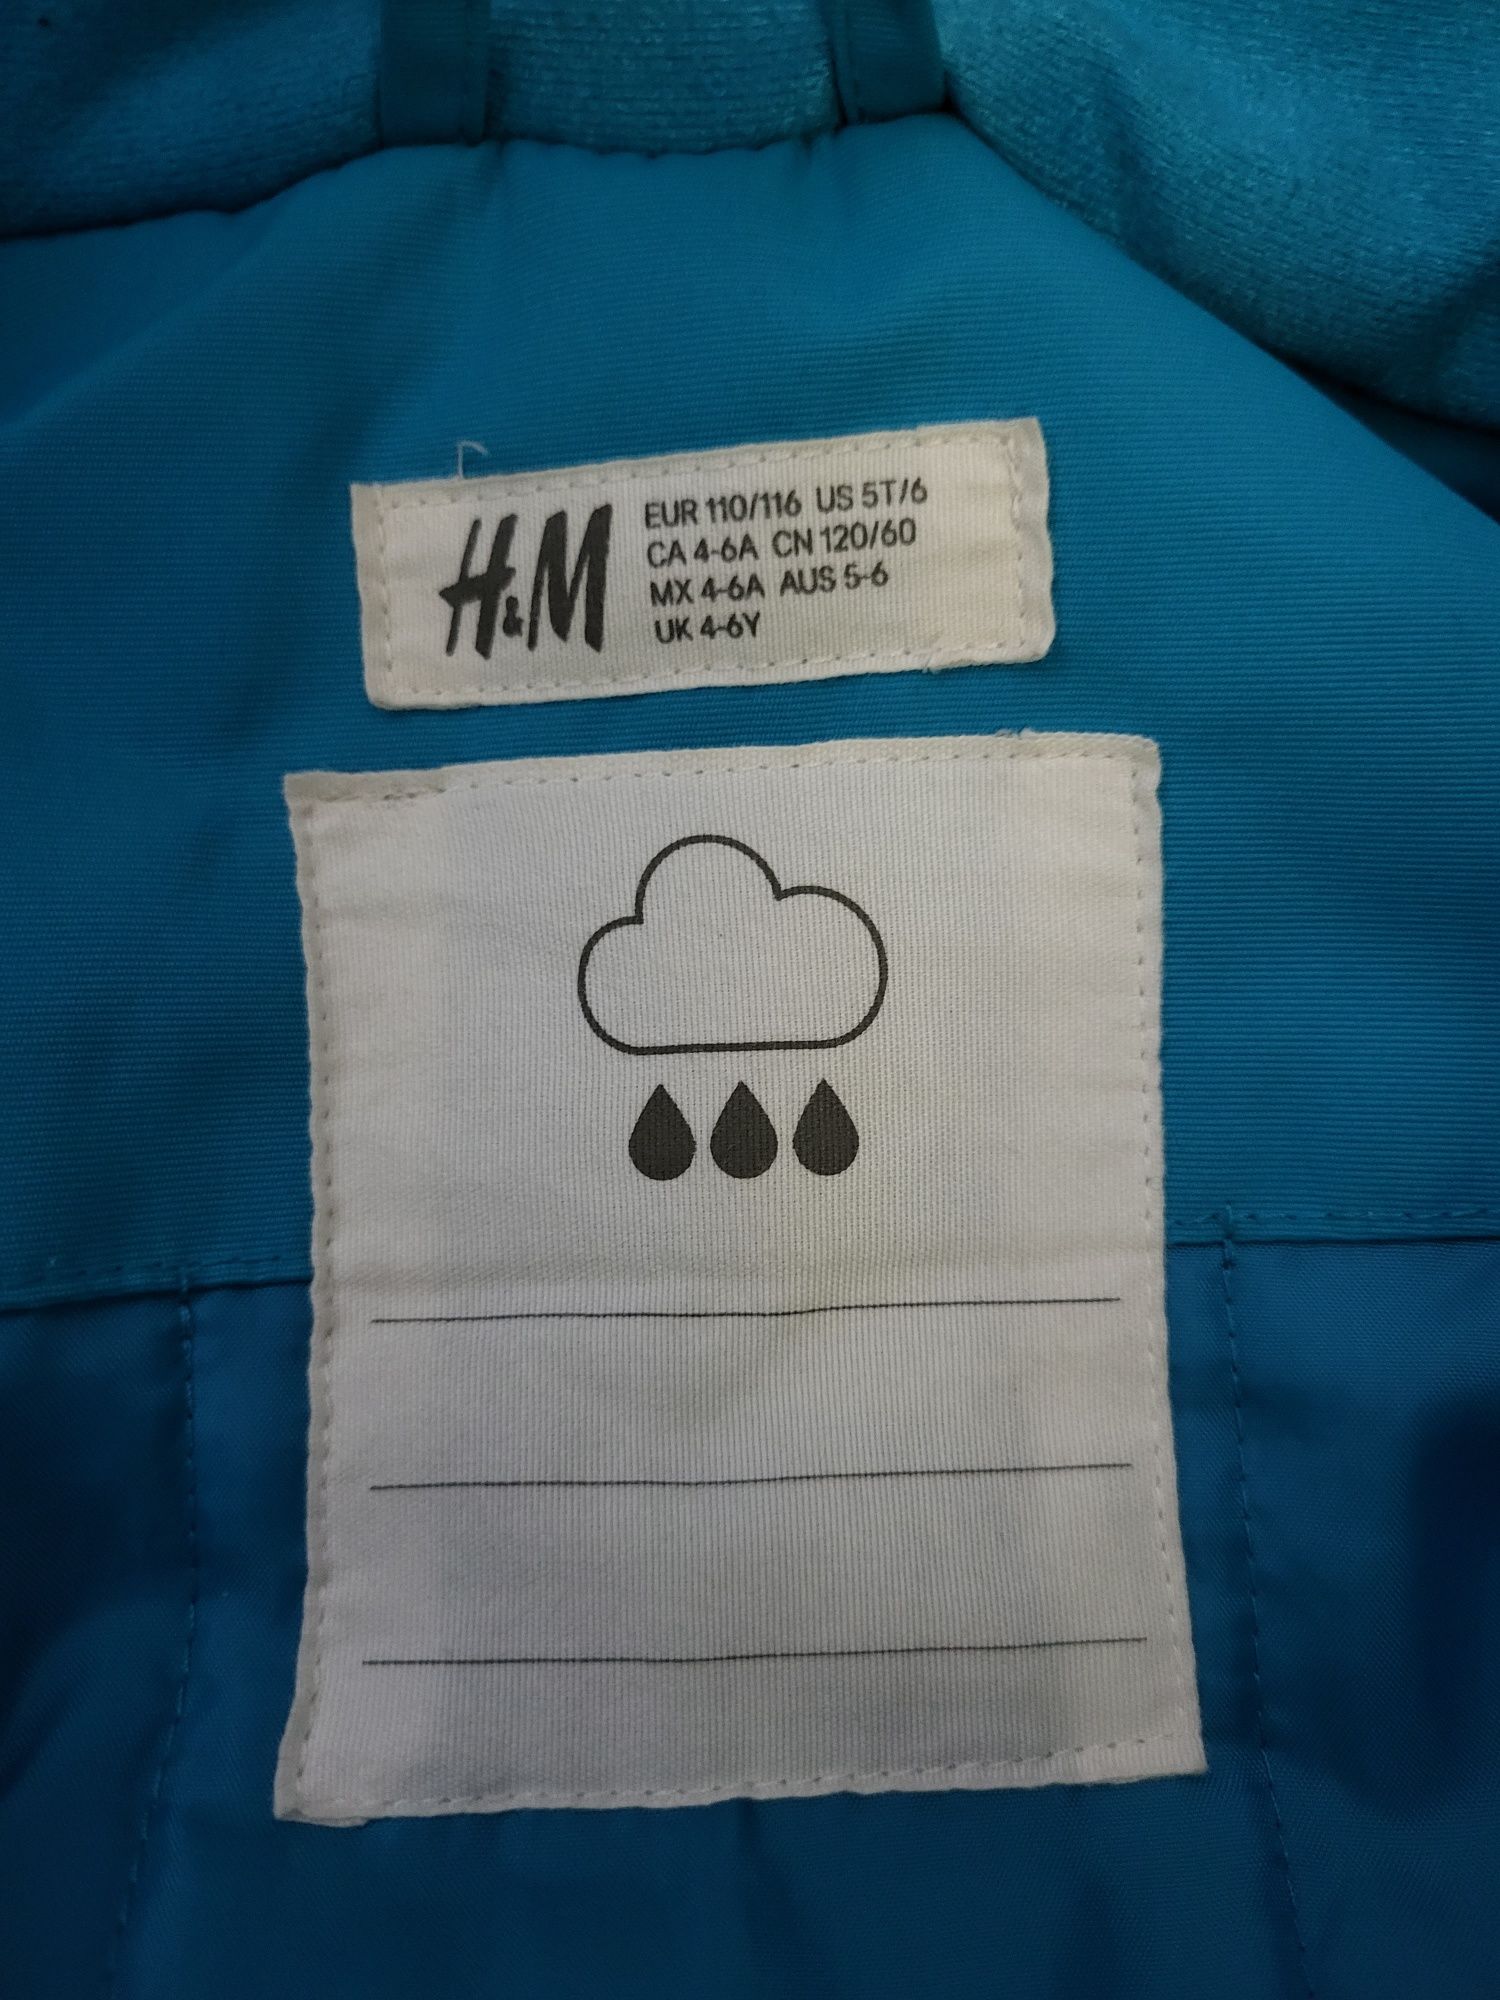 H&M
EUR 110/116 US 5T/6
CA 4-6A CN 120/60
MX 4-6A AUS 5-6
UK 4-6Y